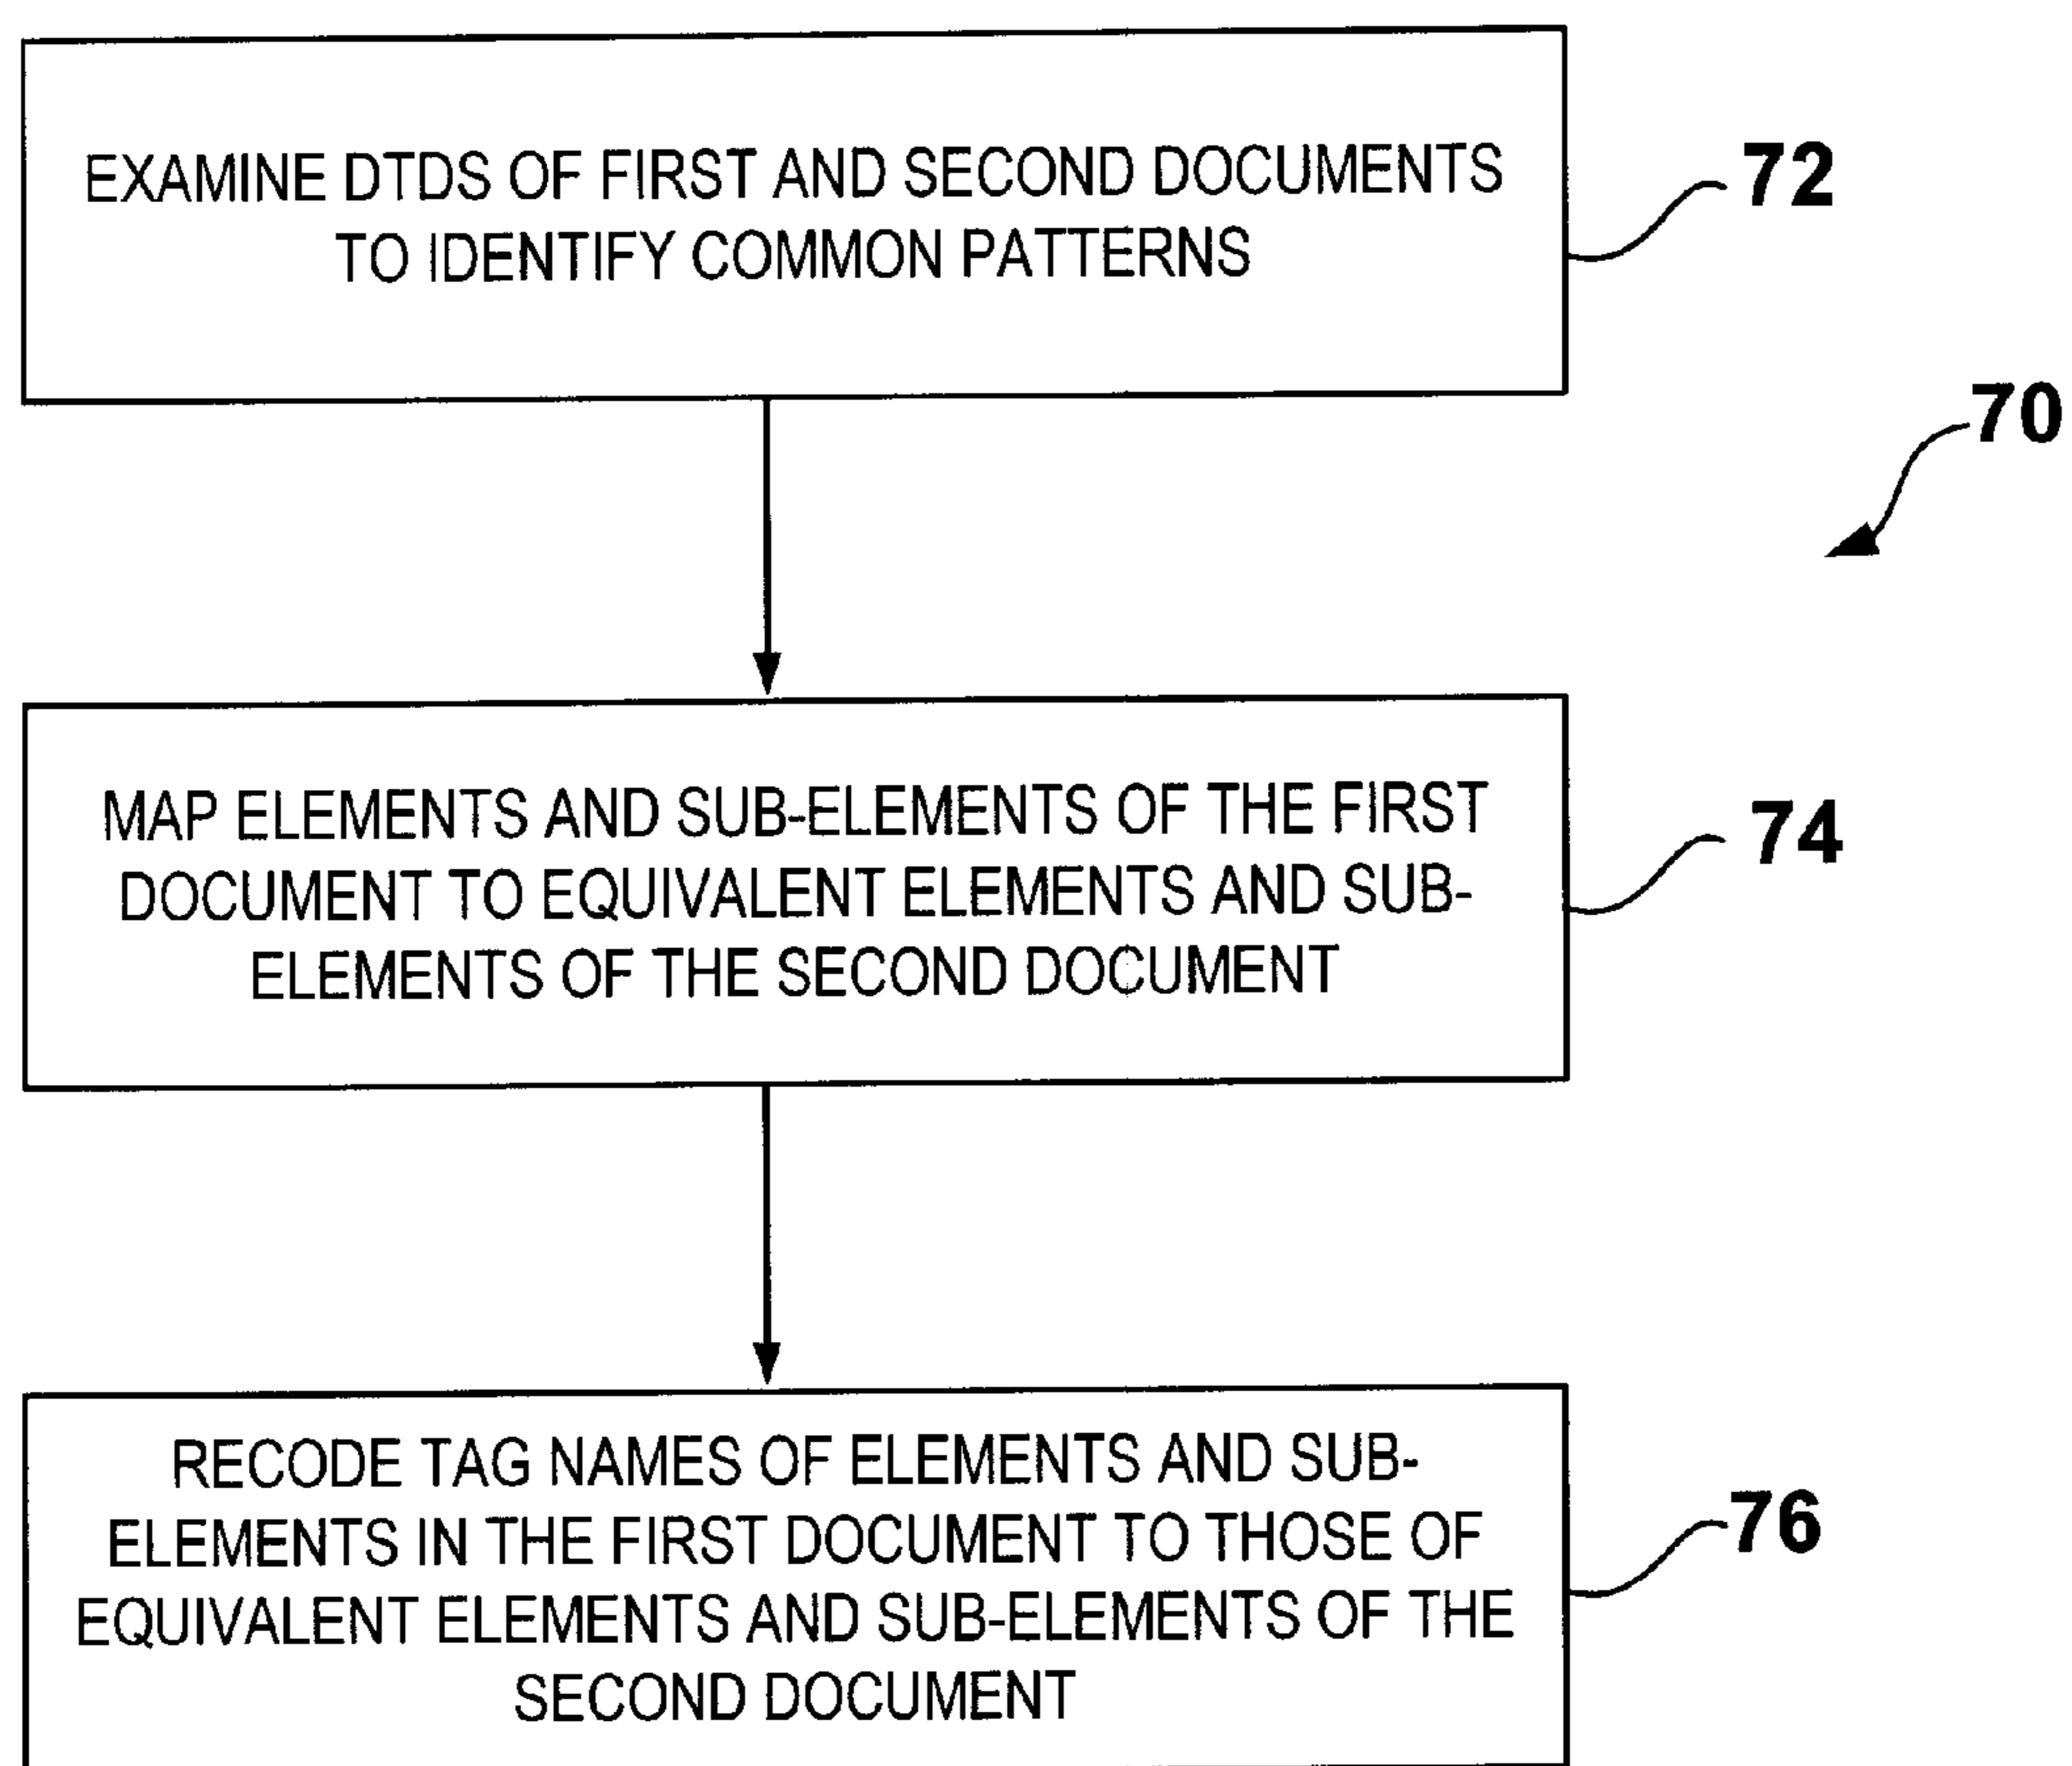 EXAMINE DTDS OF FIRST AND SECOND DOCUMENTS
TO IDENTIFY COMMON PATTERNS
72
70
MAP ELEMENTS AND SUB-ELEMENTS OF THE FIRST
DOCUMENT TO EQUIVALENT ELEMENTS AND SUB-
ELEMENTS OF THE SECOND DOCUMENT
74
RECODE TAG NAMES OF ELEMENTS AND SUB-
ELEMENTS IN THE FIRST DOCUMENT TO THOSE OF
EQUIVALENT ELEMENTS AND SUB-ELEMENTS OF THE
SECOND DOCUMENT
76